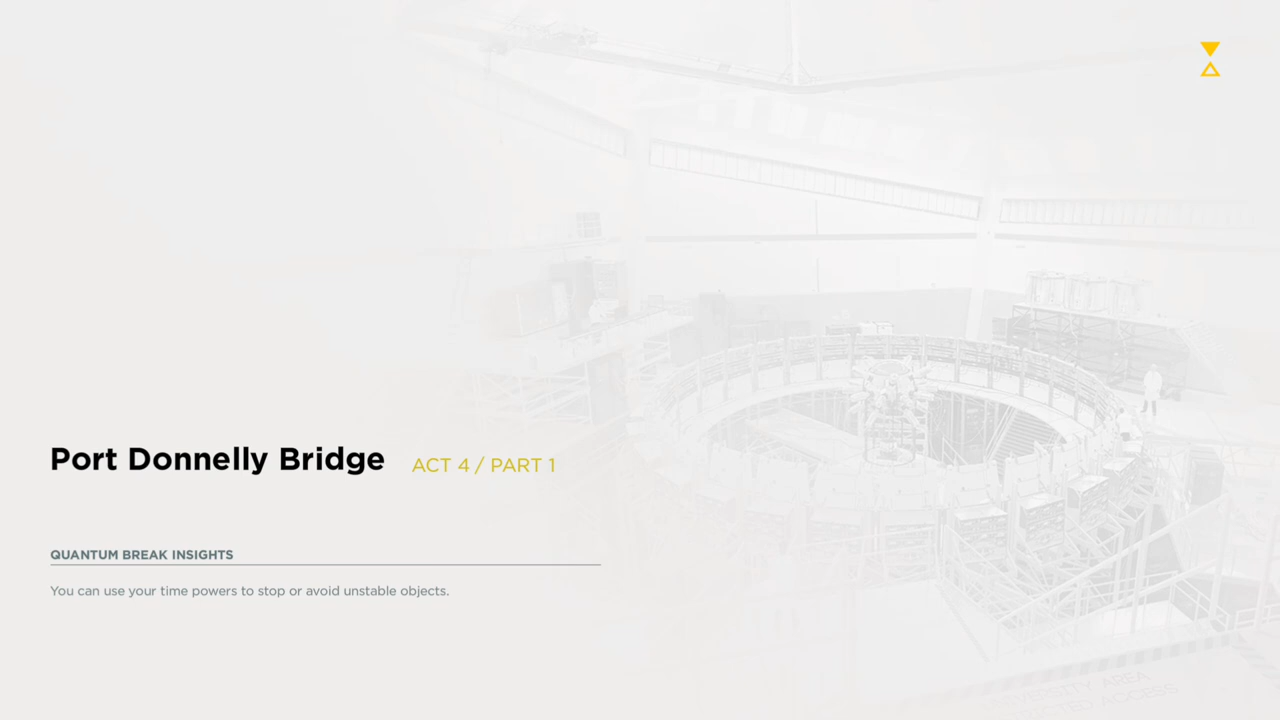 Port Donnelly Bridge ACT 4 / PART 1
QUANTUM BREAK INSIGHTS
You can use your time powers to stop or avoid unstable objects.